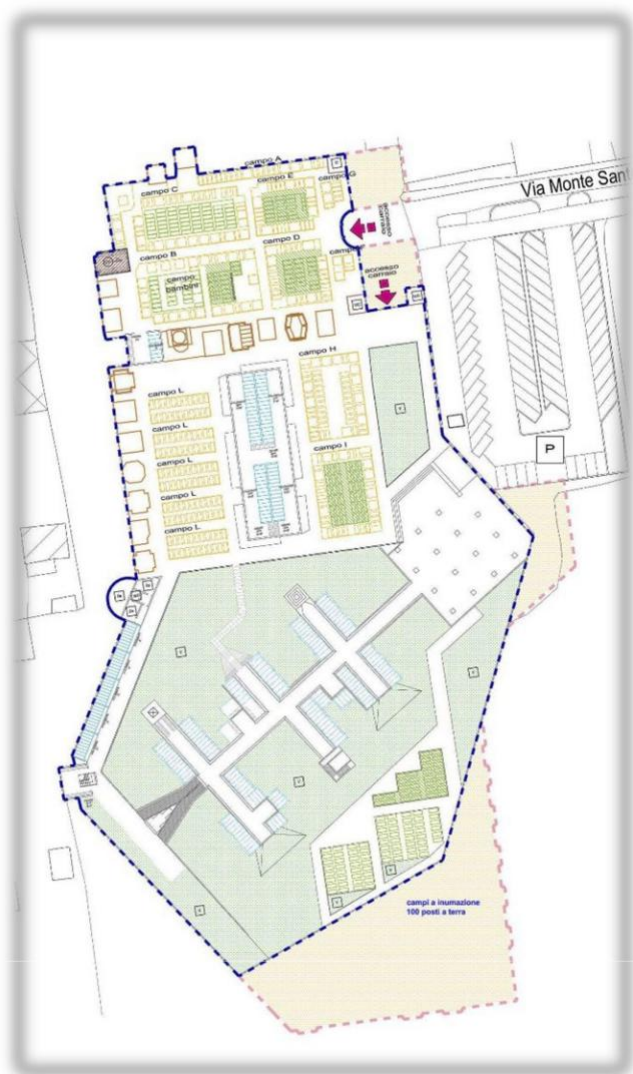 campo A
campo E
campo C
campo G
Via Monte Sant
campo D
campo B
accesso
carraio
campo
bambini
campo H
campo L
campo L
campo I
campo L
P
campo L
campo L
campi a inumazione
100 posti a terra